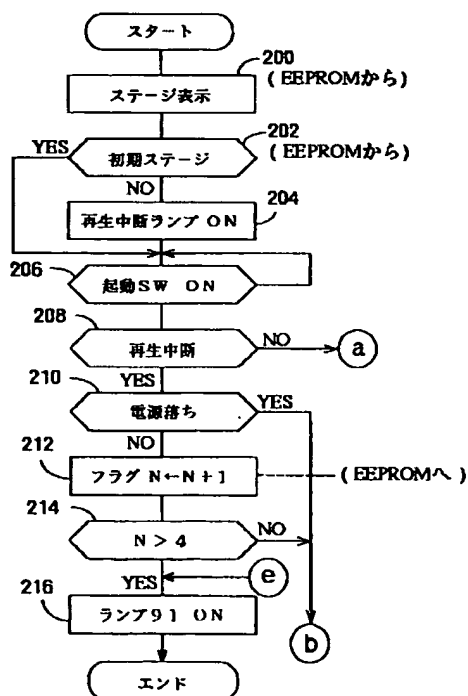 スタート
200
(EEPROMから)
ステージ表示
202
YES
初期ステージ
(EEPROMから)
NO
204
再生中断ランプ ON
206
起動SW ON
208
再生中断
NO
a
YES
210
電源落ち
YES
NO
212
フラグ N←N+1
(EEPROMへ)
214
N > 4
NO
YES
e
216
ランプ91 ON
b
エンド